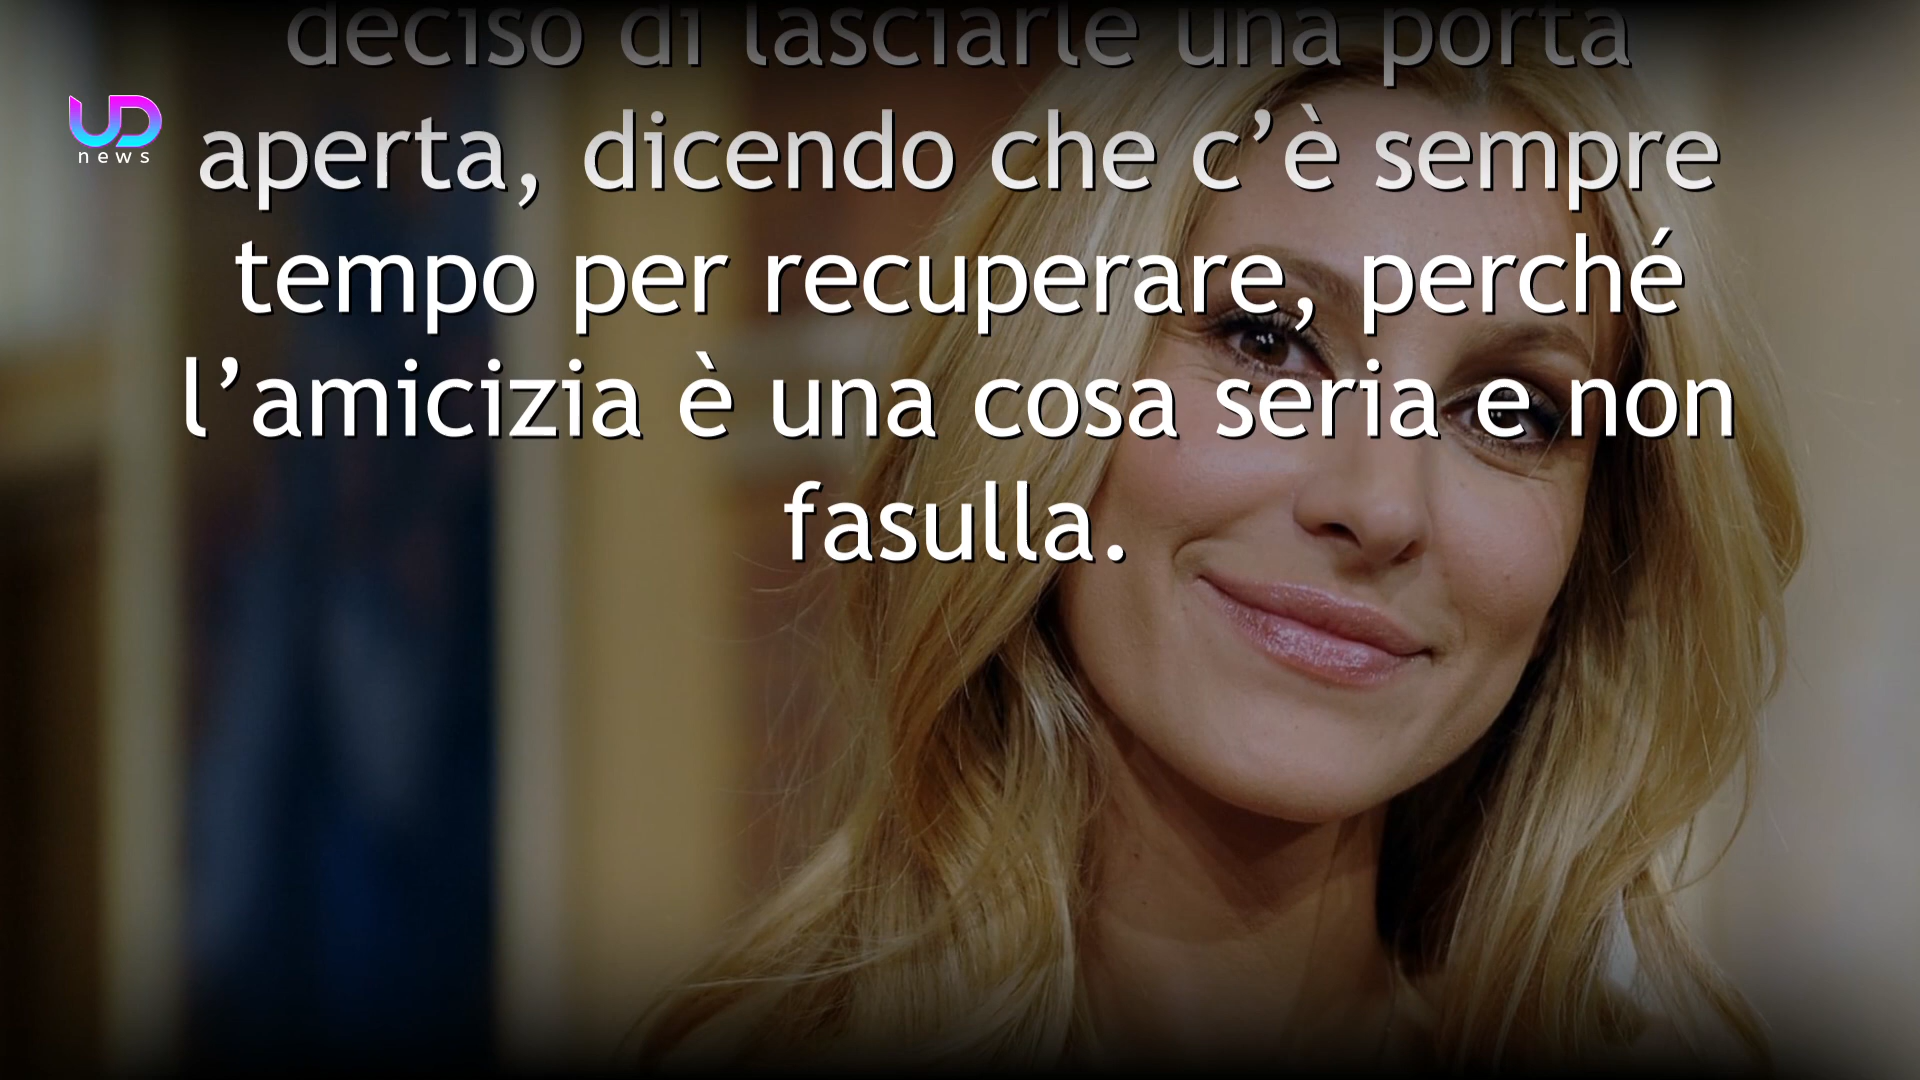 deciso di lasciarle una porta
UD
news
aperta, dicendo che c’è sempre
tempo per recuperare, perché
l’amicizia è una cosa seria e non
fasulla.